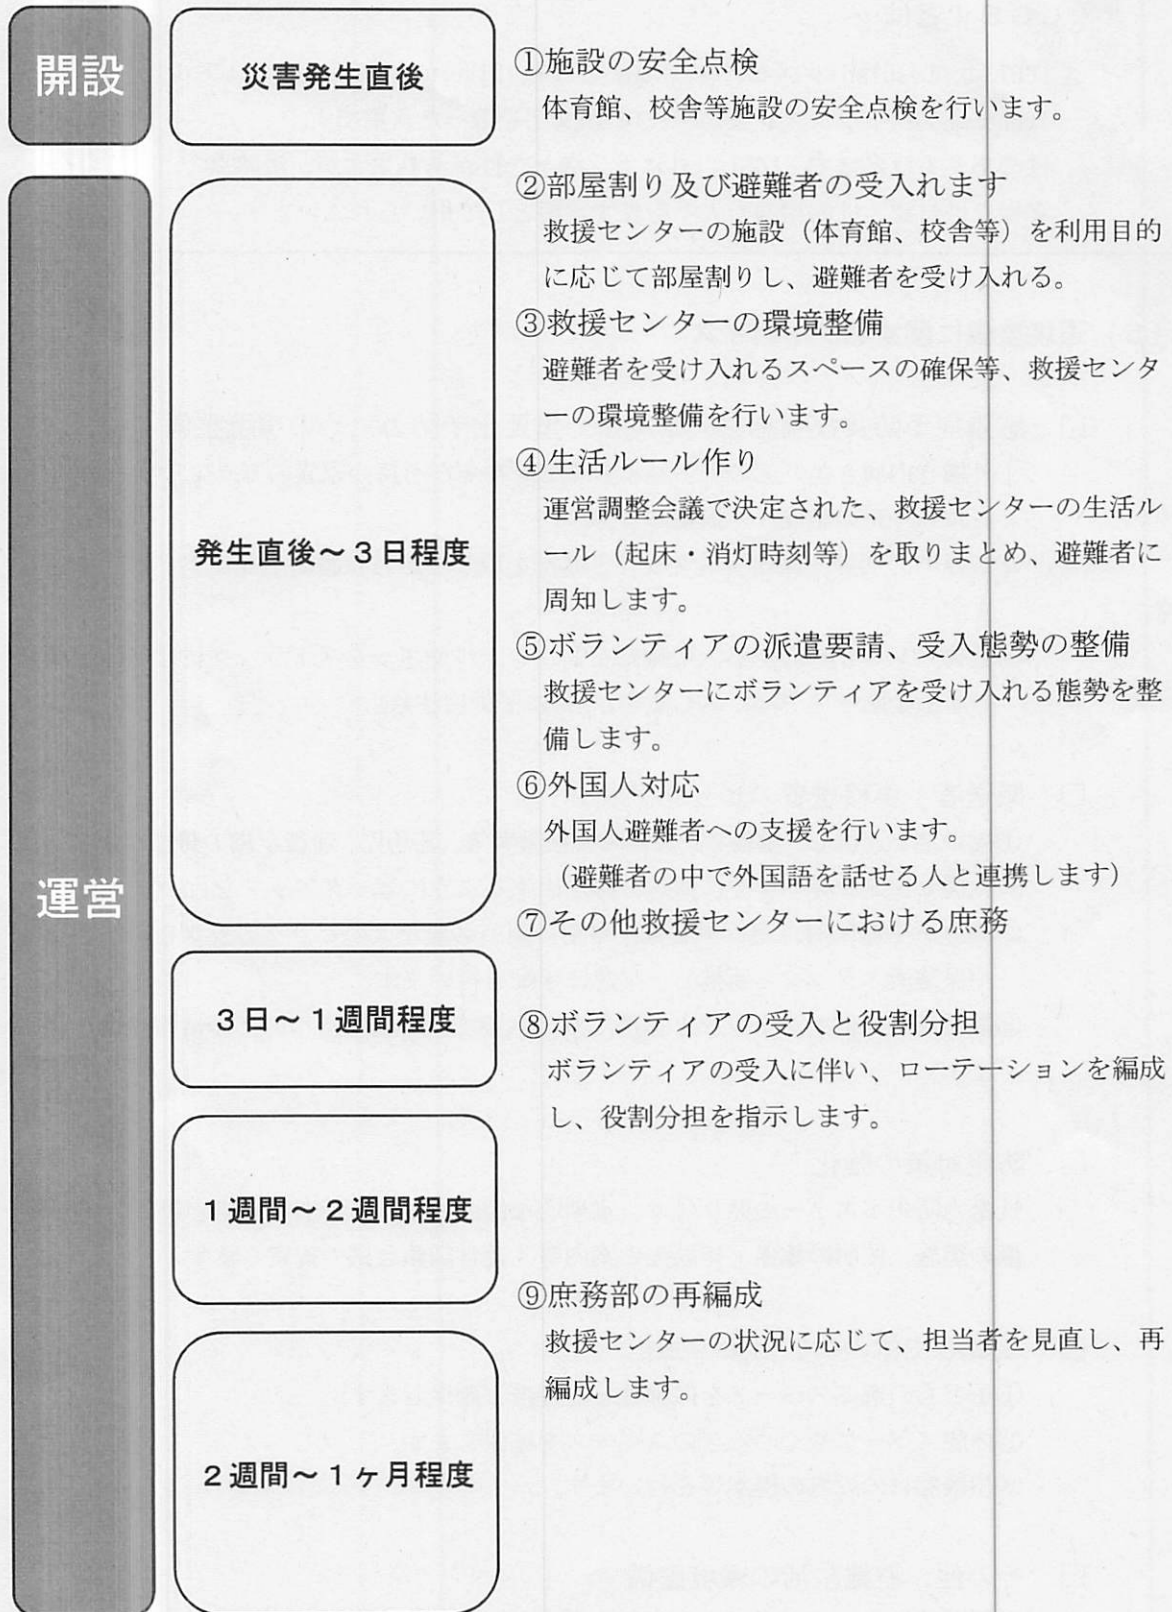 開設
災害発生直後
①施設の安全点検
体育館、校舎等施設の安全点検を行います。
運営
発生直後～３日程度
②部屋割り及び避難者の受入れます
救援センターの施設（体育館、校舎等）を利用目的
に応じて部屋割りし、避難者を受け入れる。
③救援センターの環境整備
避難者を受け入れるスペースの確保等、救援センタ
ーの環境整備を行います。
④生活ルール作り
運営調整会議で決定された、救援センターの生活ル
ール（起床・消灯時刻等）を取りまとめ、避難者に
周知します。
⑤ボランティアの派遣要請、受入態勢の整備
救援センターにボランティアを受け入れる態勢を整
備します。
⑥外国人対応
外国人避難者への支援を行います。
（避難者の中で外国語を話せる人と連携します）
⑦その他救援センターにおける庶務
３日～１週間程度
⑧ボランティアの受入と役割分担
ボランティアの受入に伴い、ローテーションを編成
し、役割分担を指示します。
１週間～２週間程度
⑨庶務部の再編成
救援センターの状況に応じて、担当者を見直し、再
編成します。
２週間～１ヶ月程度